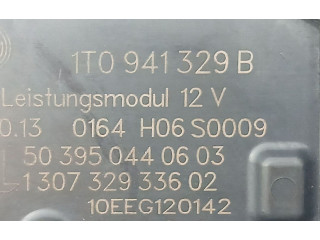 1T0 941 329 B
Leistungsmodul 12 V
0.13 0164 H06 S0009
50 395 044 06 03
1 307 329 336 02
10EEG120142